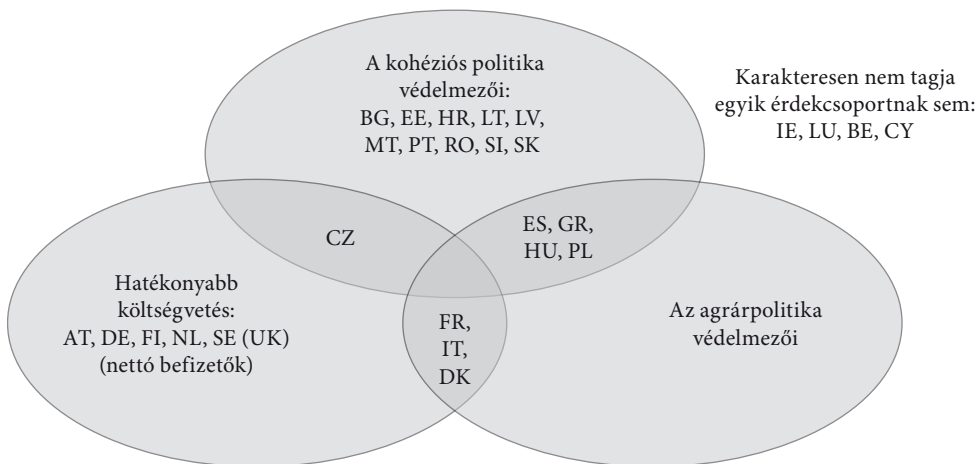 A kohéziós politika
védelmezői:
BG, EE, HR, LT, LV,
MT, PT, RO, SI, SK
Karakteresen nem tagja
egyik érdekcsoportnak sem:
IE, LU, BE, CY
CZ
ES, GR,
HU, PL
Hatékonyabb
költségvetés:
AT, DE, FI, NL, SE (UK)
(nettó befizetők)
FR,
IT,
DK
Az agrárpolitika
védelmezői